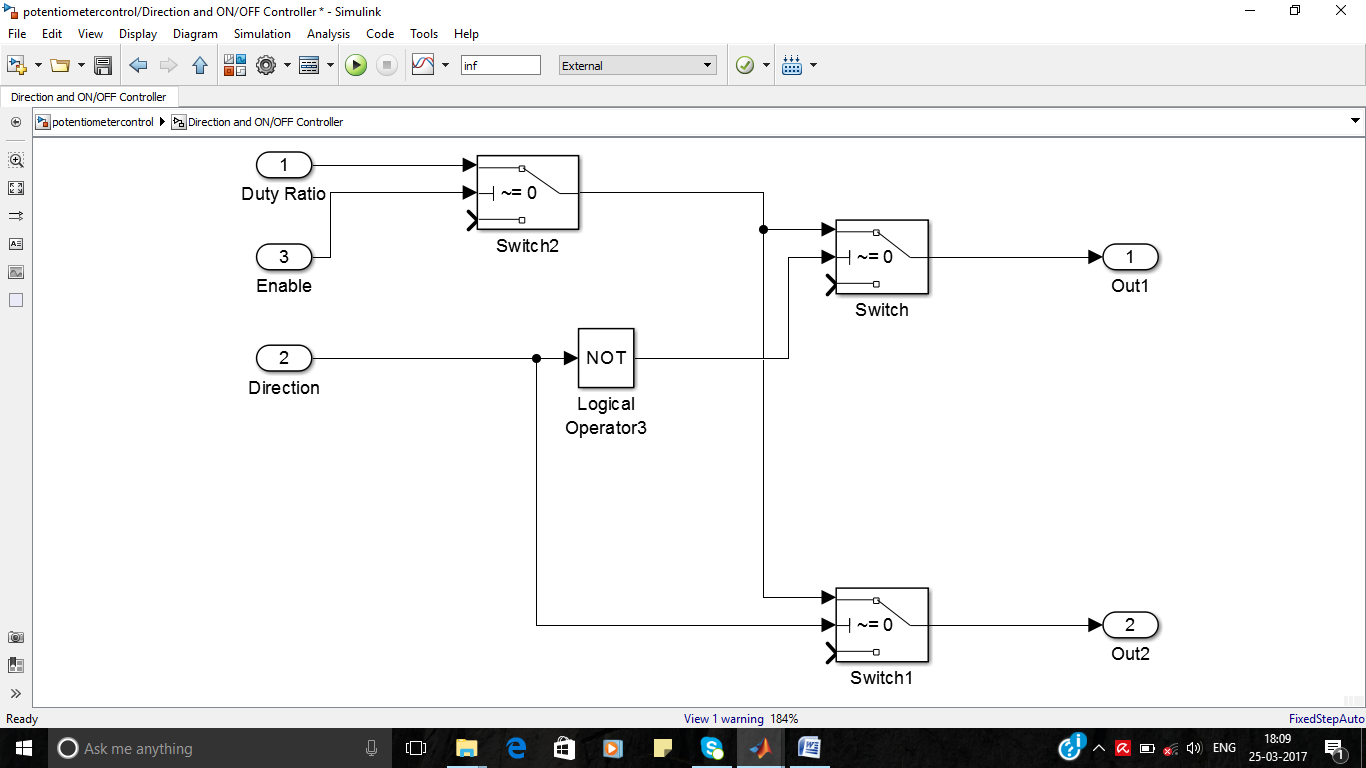 potentiometercontrol/Direction and ON/OFF Controller * - Simulink
File Edit View Display Diagram Simulation Analysis Code Tools Help
inf External
Direction and ON/OFF Controller
potentiometercontrol Direction and ON/OFF Controller
1
Duty Ratio
~= 0
Switch2
3
Enable
~= 0
Switch
1
Out1
2
Direction
NOT
Logical
Operator3
~= 0
Switch1
2
Out2
Ready View 1 warning 184% FixedStepAuto
Ask me anything ENG 18:09
25-03-2017
1